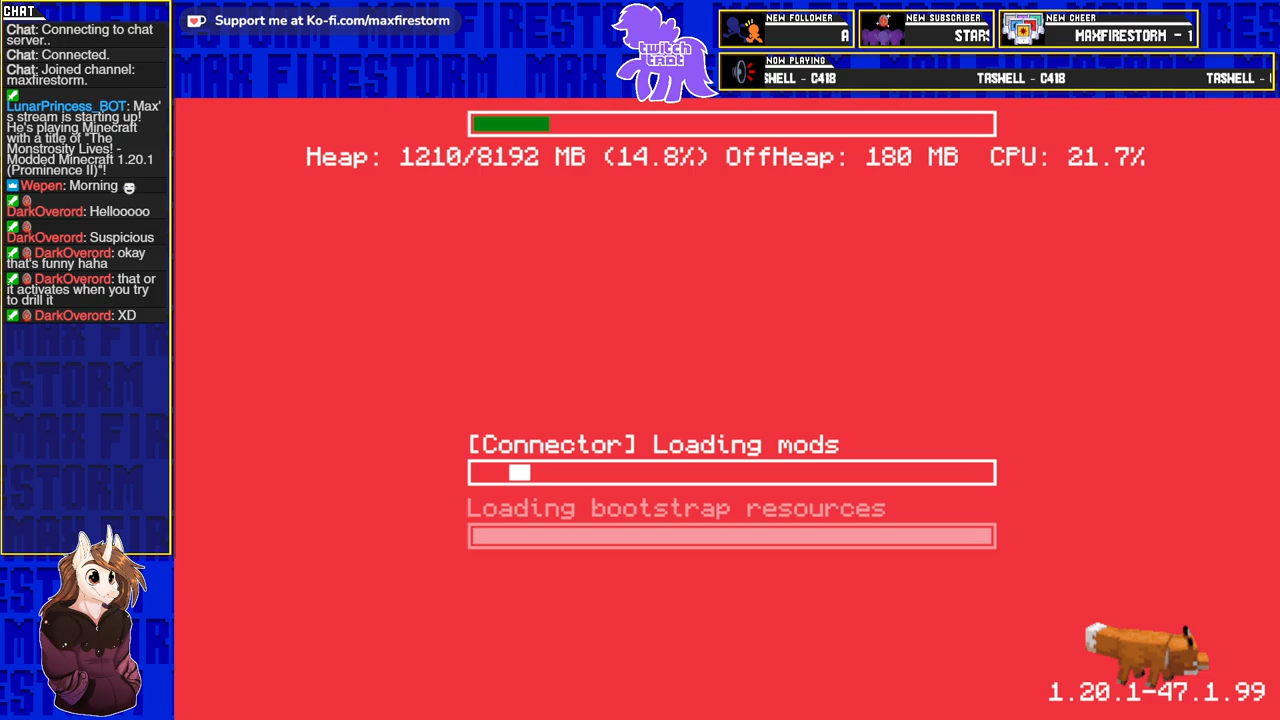 CHAT
Chat: Connecting to chat
server..
Chat: Connected.
Chat: Joined channel:
maxfirestorm.
LunarPrincess_BOT: Max'
s stream is starting up!
He's playing Minecraft
with a title of "The
Monstrosity Lives! -
Modded Minecraft 1.20.1
(Prominence II)"!
Wepen: Morning
DarkOverord: Hellooooo
DarkOverord: Suspicious
DarkOverord: okay
that's funny haha
DarkOverord: that or
it activates when you try
to drill it
DarkOverord: XD
Support me at Ko-fi.com/maxfirestorm
MAX FIRESTORM
twitch
trot
NEW FOLLOWER
A
NEW SUBSCRIBER
STARS
NEW CHEER
MAXFIRESTORM - 1
NOW PLAYING
SHELL - C418 TASHELL - C418 TASHELL -
Heap: 1210/8192 MB (14.8%) OffHeap: 180 MB CPU: 21.7%
[Connector] Loading mods
Loading bootstrap resources
1.20.1-47.1.99